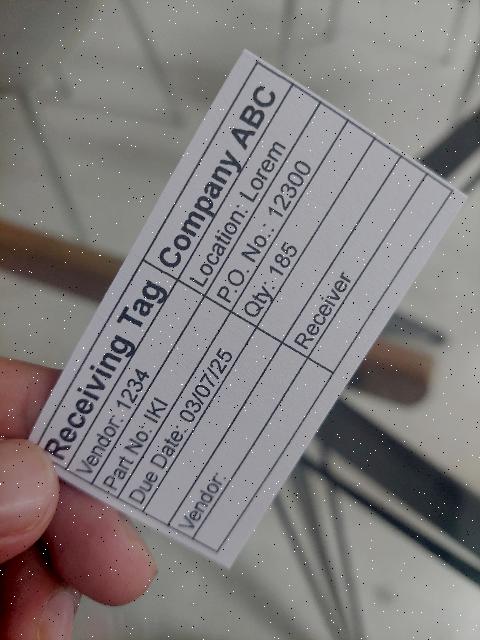 Receiving Tag Company ABC
Vendor: 1234 Location: Lorem
Part No: IKI P.O. No.: 12300
Due Date: 03/07/25 Qty: 185
Vendor: Receiver